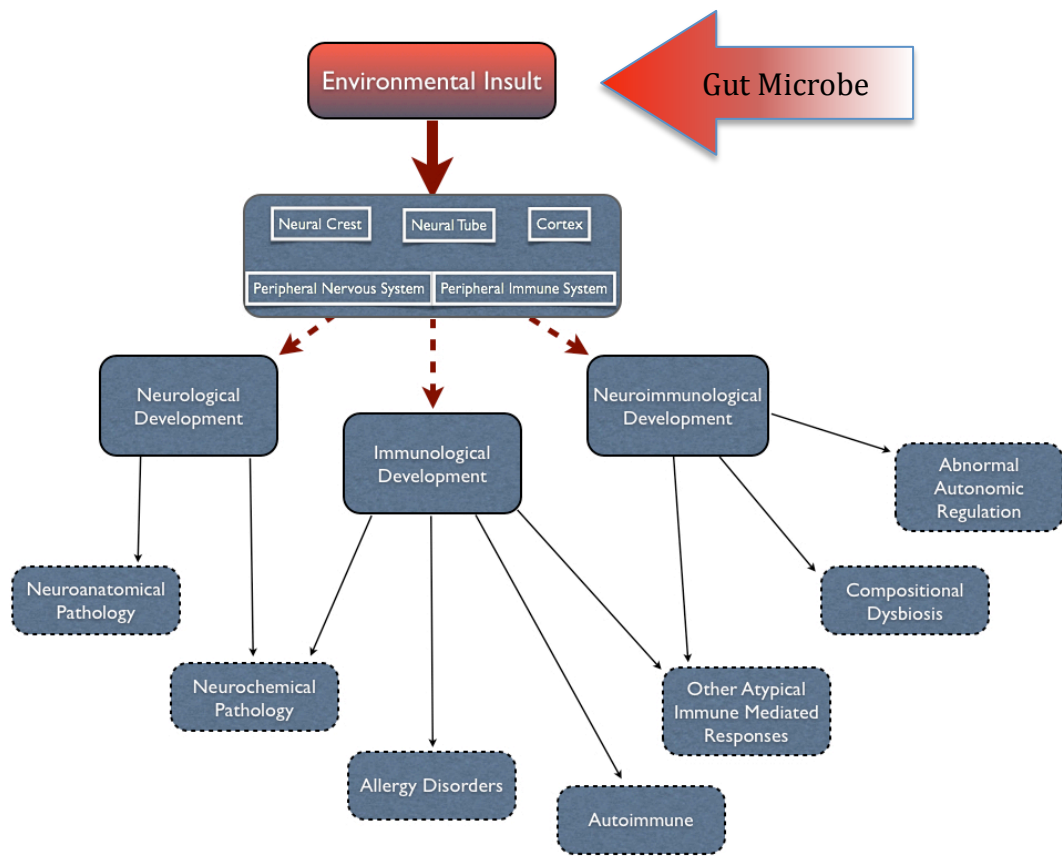 Environmental Insult
Gut Microbe
Neural Crest
Neural Tube
Cortex
Peripheral Nervous System
Peripheral Immune System
Neurological
Development
Immunological
Development
Neuroimmunological
Development
Abnormal
Autonomic
Regulation
Neuroanatomical
Pathology
Compositional
Dysbiosis
Neurochemical
Pathology
Other Atypical
Immune Mediated
Responses
Allergy Disorders
Autoimmune